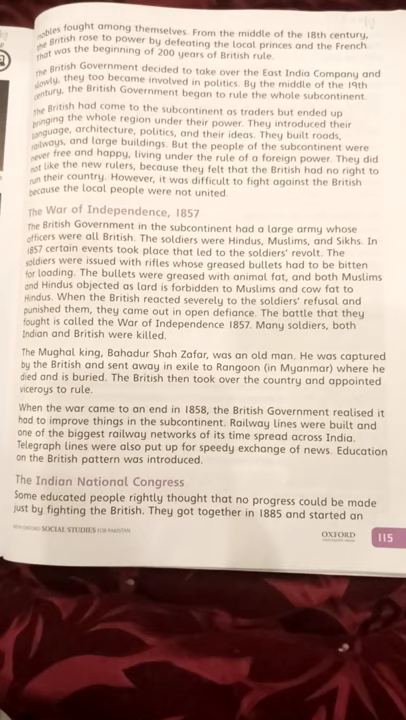 nobles fought among themselves. From the middle of the 18th century,
the British rose to power by defeating the local princes and the French.
That was the beginning of 200 years of British rule.
The British Government decided to take over the East India Company and
slowly, they too became involved in politics. By the middle of the 19th
century, the British Government began to rule the whole subcontinent.
The British had come to the subcontinent as traders but ended up
bringing the whole region under their power. They introduced their
language, architecture, politics, and their ideas. They built roads,
railways, and large buildings. But the people of the subcontinent were
never free and happy, living under the rule of a foreign power. They did
not like the new rulers, because they felt that the British had no right to
run their country. However, it was difficult to fight against the British
because the local people were not united.
The War of Independence, 1857
The British Government in the subcontinent had a large army whose
officers were all British. The soldiers were Hindus, Muslims, and Sikhs. In
1857 certain events took place that led to the soldiers' revolt. The
soldiers were issued with rifles whose greased bullets had to be bitten
for loading. The bullets were greased with animal fat, and both Muslims
and Hindus objected as lard is forbidden to Muslims and cow fat to
Hindus. When the British reacted severely to the soldiers' refusal and
punished them, they came out in open defiance. The battle that they
fought is called the War of Independence 1857. Many soldiers, both
Indian and British were killed.
The Mughal king, Bahadur Shah Zafar, was an old man. He was captured
by the British and sent away in exile to Rangoon (in Myanmar) where he
died and is buried. The British then took over the country and appointed
viceroys to rule.
When the war came to an end in 1858, the British Government realised it
had to improve things in the subcontinent. Railway lines were built and
one of the biggest railway networks of its time spread across India.
Telegraph lines were also put up for speedy exchange of news. Education
on the British pattern was introduced.
The Indian National Congress
Some educated people rightly thought that no progress could be made
just by fighting the British. They got together in 1885 and started an
NEW OXFORD SOCIAL STUDIES FOR PAKISTAN
OXFORD
115